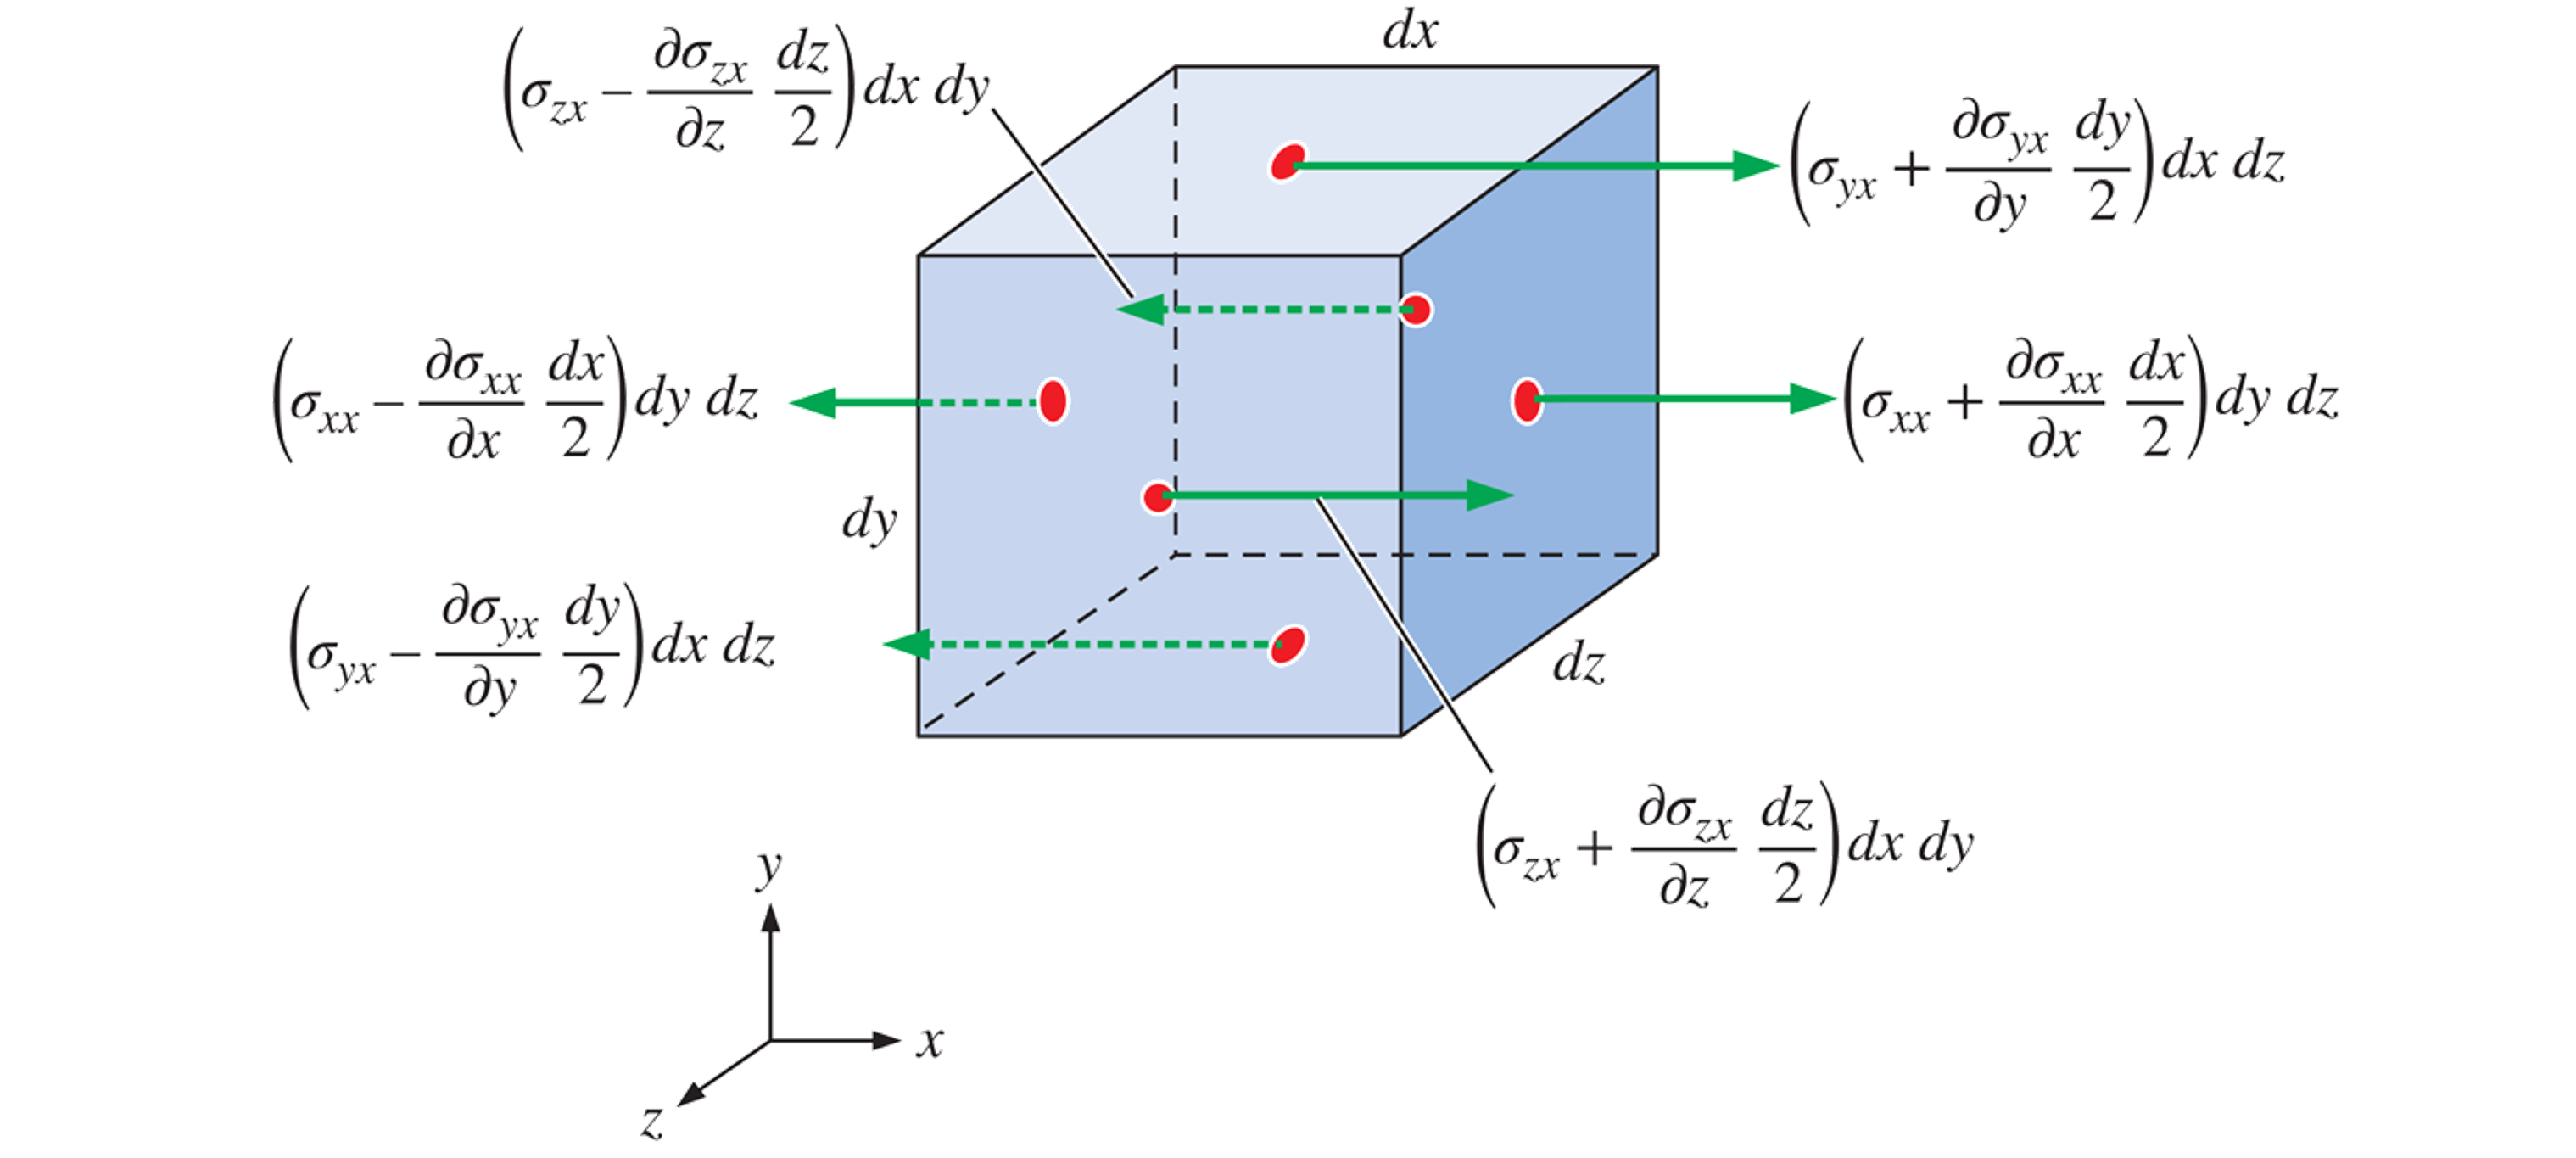 dx
(σ_zx − ∂σ_zx/∂z dz/2) dx dy
(σ_yx + ∂σ_yx/∂y dy/2) dx dz
(σ_xx − ∂σ_xx/∂x dx/2) dy dz
(σ_xx + ∂σ_xx/∂x dx/2) dy dz
dy
(σ_yx − ∂σ_yx/∂y dy/2) dx dz
dz
(σ_zx + ∂σ_zx/∂z dz/2) dx dy
y
x
z